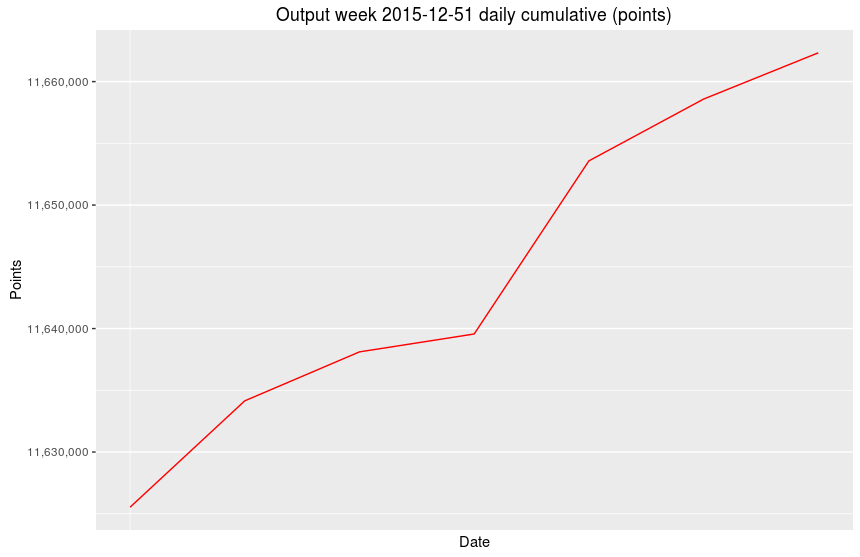 Output week 2015-12-51 daily cumulative (points)
11,660,000
11,650,000
11,640,000
11,630,000
Points
Date